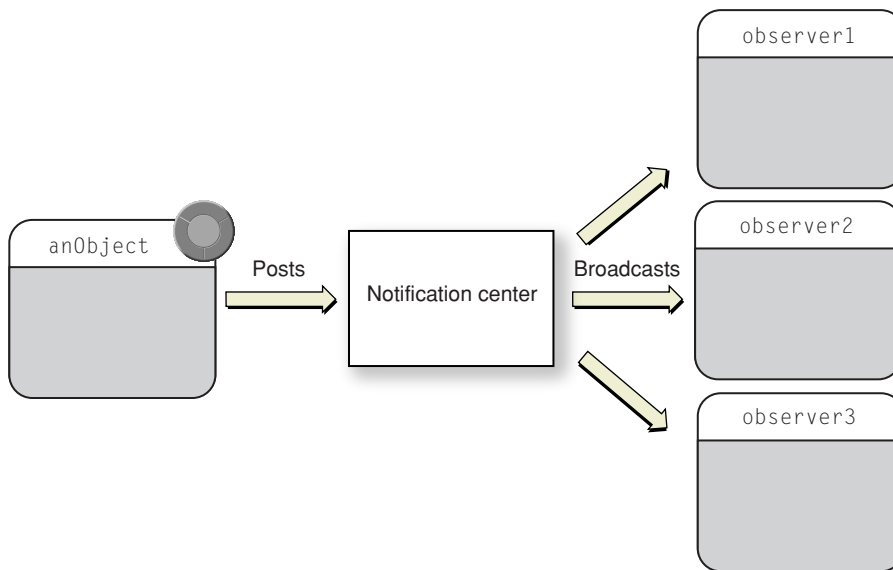 observer1
anObject
Posts
Notification center
Broadcasts
observer2
observer3